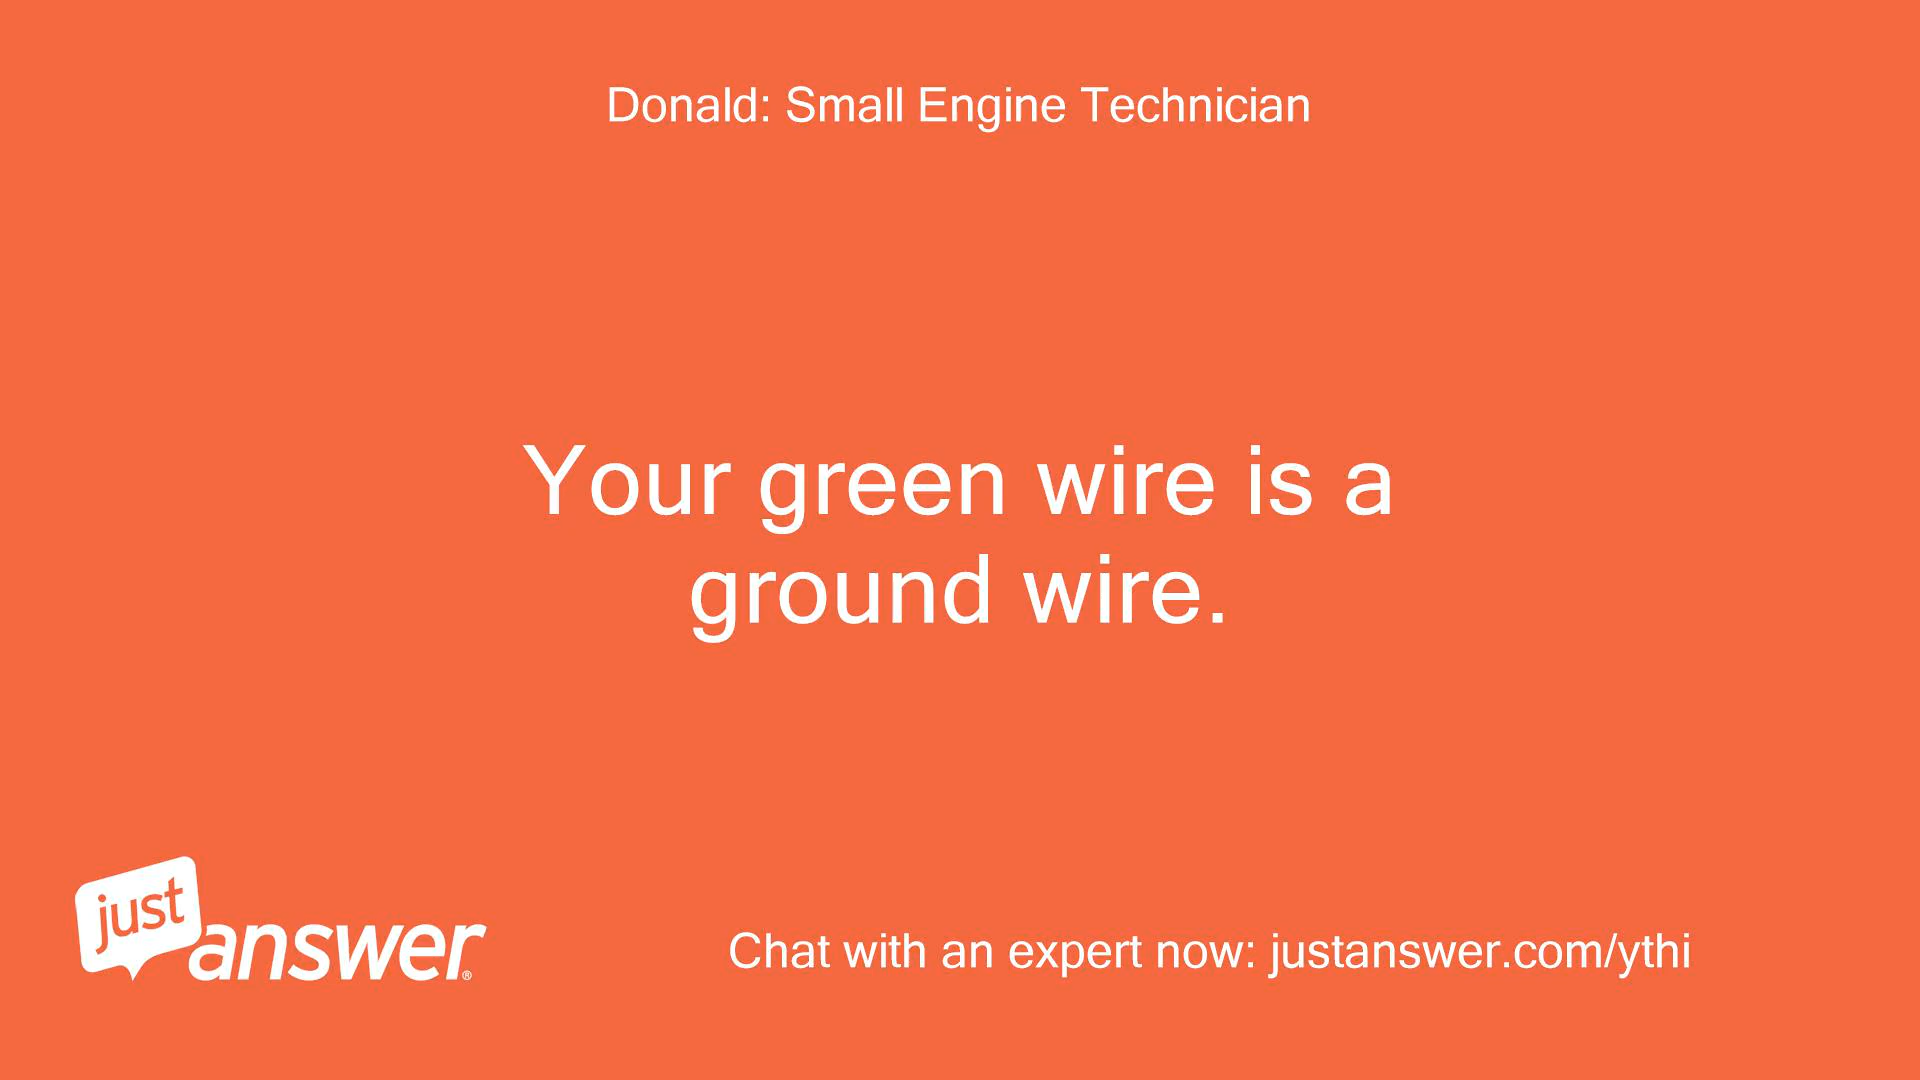 Donald: Small Engine Technician
Your green wire is a
ground wire.
just
answer®
Chat with an expert now: justanswer.com/ythi